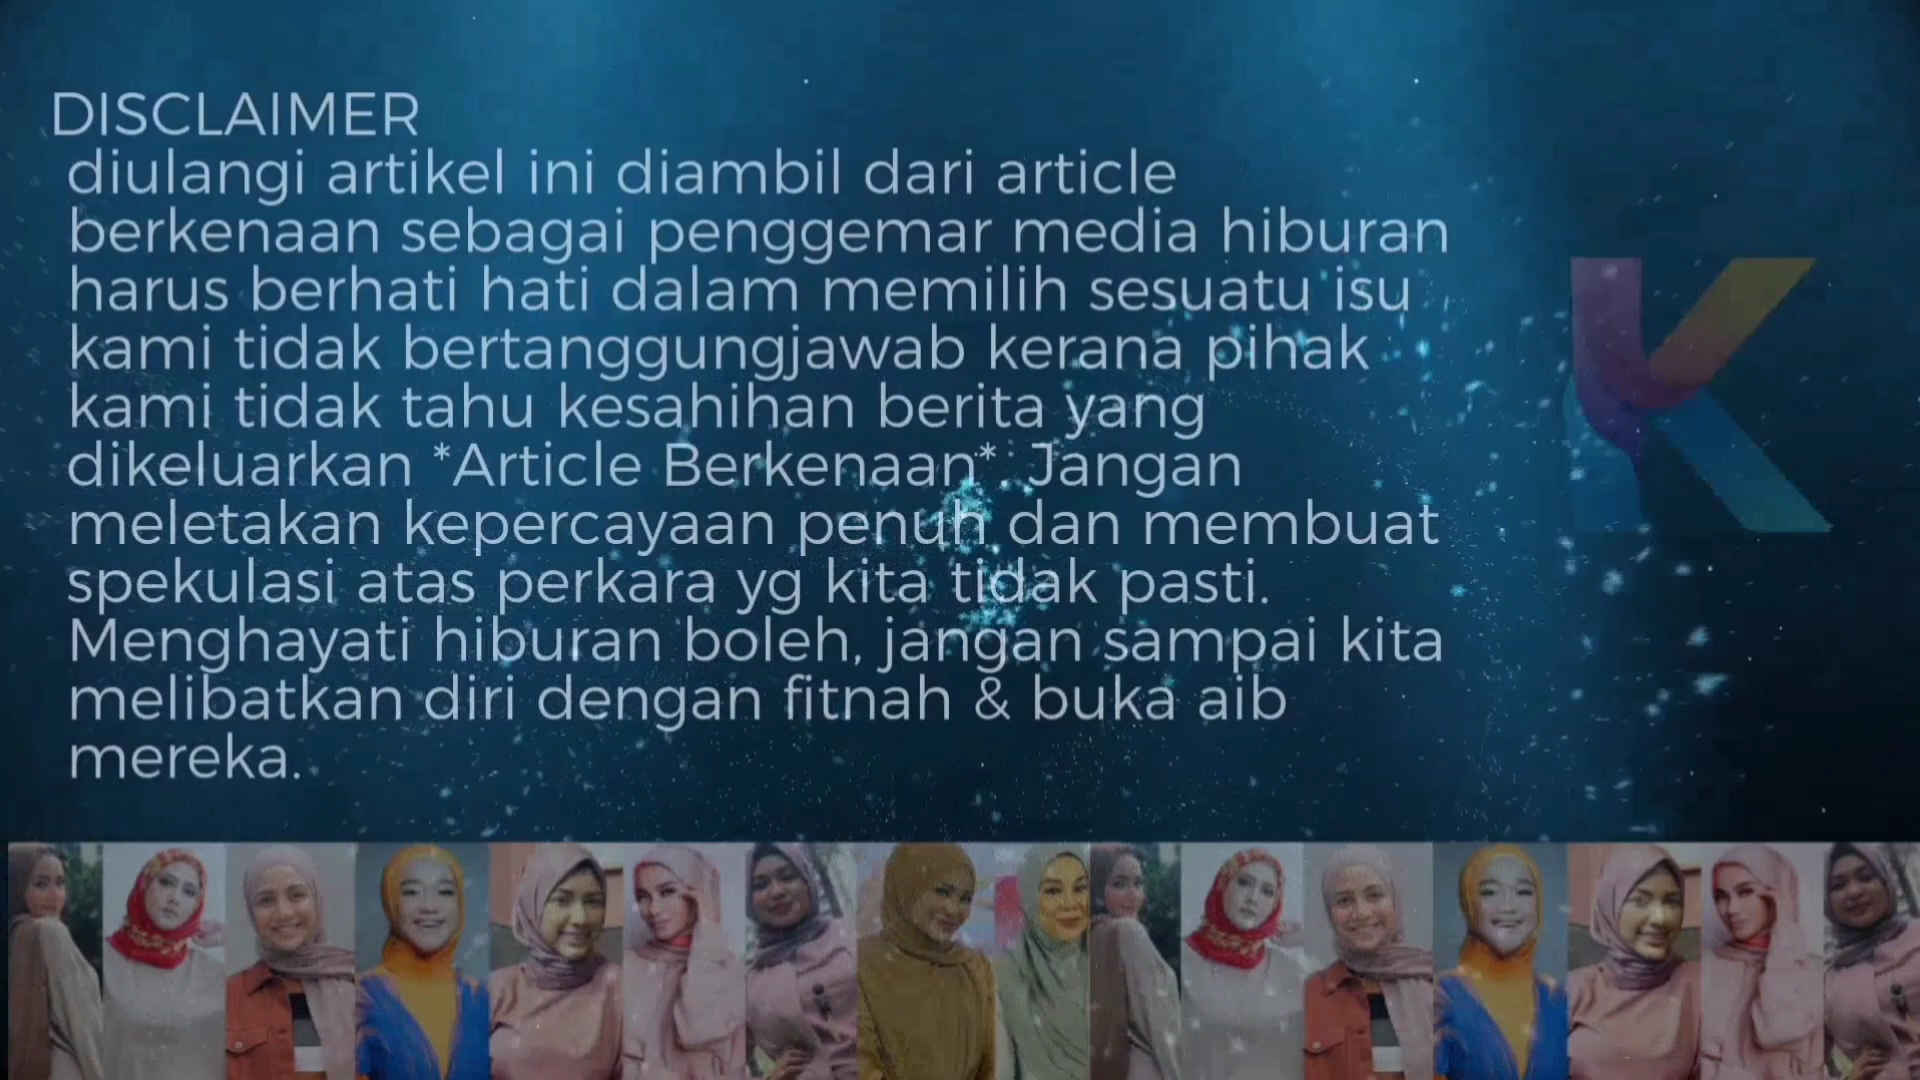 DISCLAIMER
diulangi artikel ini diambil dari article
berkenaan sebagai penggemar media hiburan
harus berhati hati dalam memilih sesuatu isu
kami tidak bertanggungjawab kerana pihak
kami tidak tahu kesahihan berita yang
dikeluarkan *Article Berkenaan*. Jangan
meletakan kepercayaan penuh dan membuat
spekulasi atas perkara yg kita tidak pasti.
Menghayati hiburan boleh, jangan sampai kita
melibatkan diri dengan fitnah & buka aib
mereka.
K